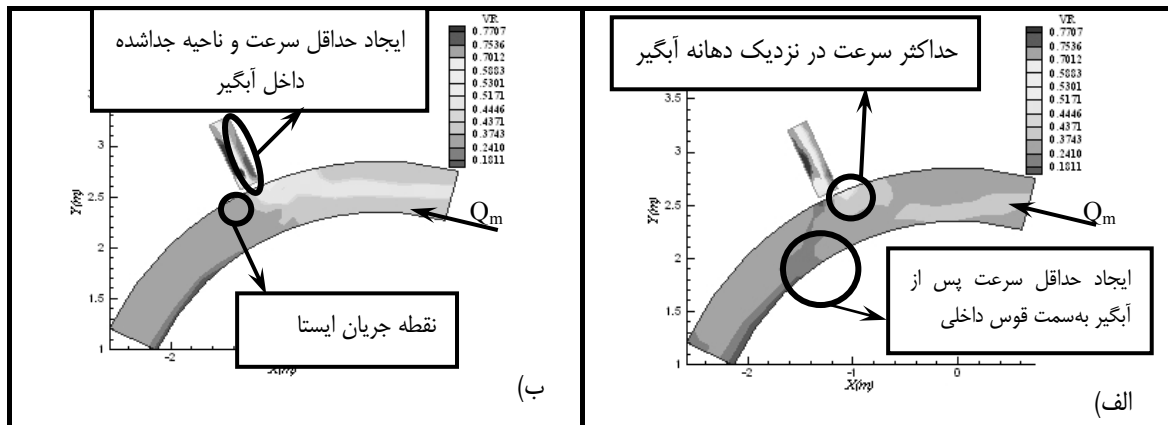 حداکثر سرعت در نزدیک دهانه آبگیر
VR
0.7707
0.7536
0.7012
0.5883
0.5301
0.5171
0.4446
0.4371
0.3743
0.2410
0.1811
3.5
3
2.5
2
1.5
1
Y(m)
-2
-1
0
X(m)
Qm
ایجاد حداقل سرعت پس از
آبگیر به‌سمت قوس داخلی
الف)
ایجاد حداقل سرعت و ناحیه جداشده
داخل آبگیر
VR
0.7707
0.7536
0.7012
0.5883
0.5301
0.5171
0.4446
0.4371
0.3743
0.2410
0.1811
3
2.5
2
1.5
1
Y(m)
-2
X(m)
Qm
نقطه جریان ایستا
ب)